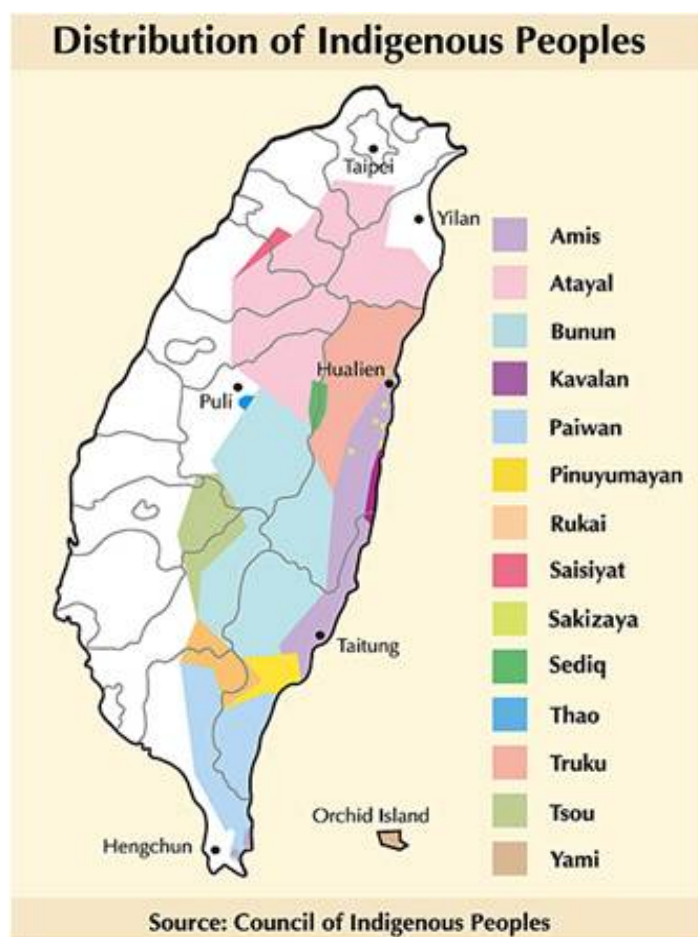 Distribution of Indigenous Peoples
Taipei
Yilan
Hualien
Puli
Taitung
Orchid Island
Hengchun
Amis
Atayal
Bunun
Kavalan
Paiwan
Pinuyumayan
Rukai
Saisiyat
Sakizaya
Sediq
Thao
Truku
Tsou
Yami
Source: Council of Indigenous Peoples